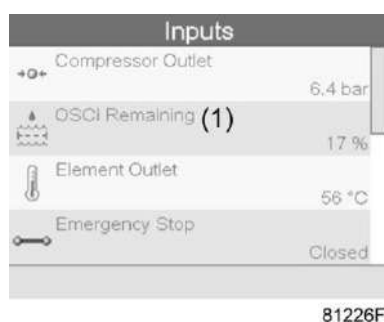 Inputs
Compressor Outlet
6,4 bar
OSCI Remaining (1)
17 %
Element Outlet
56 °C
Emergency Stop
Closed
81226F